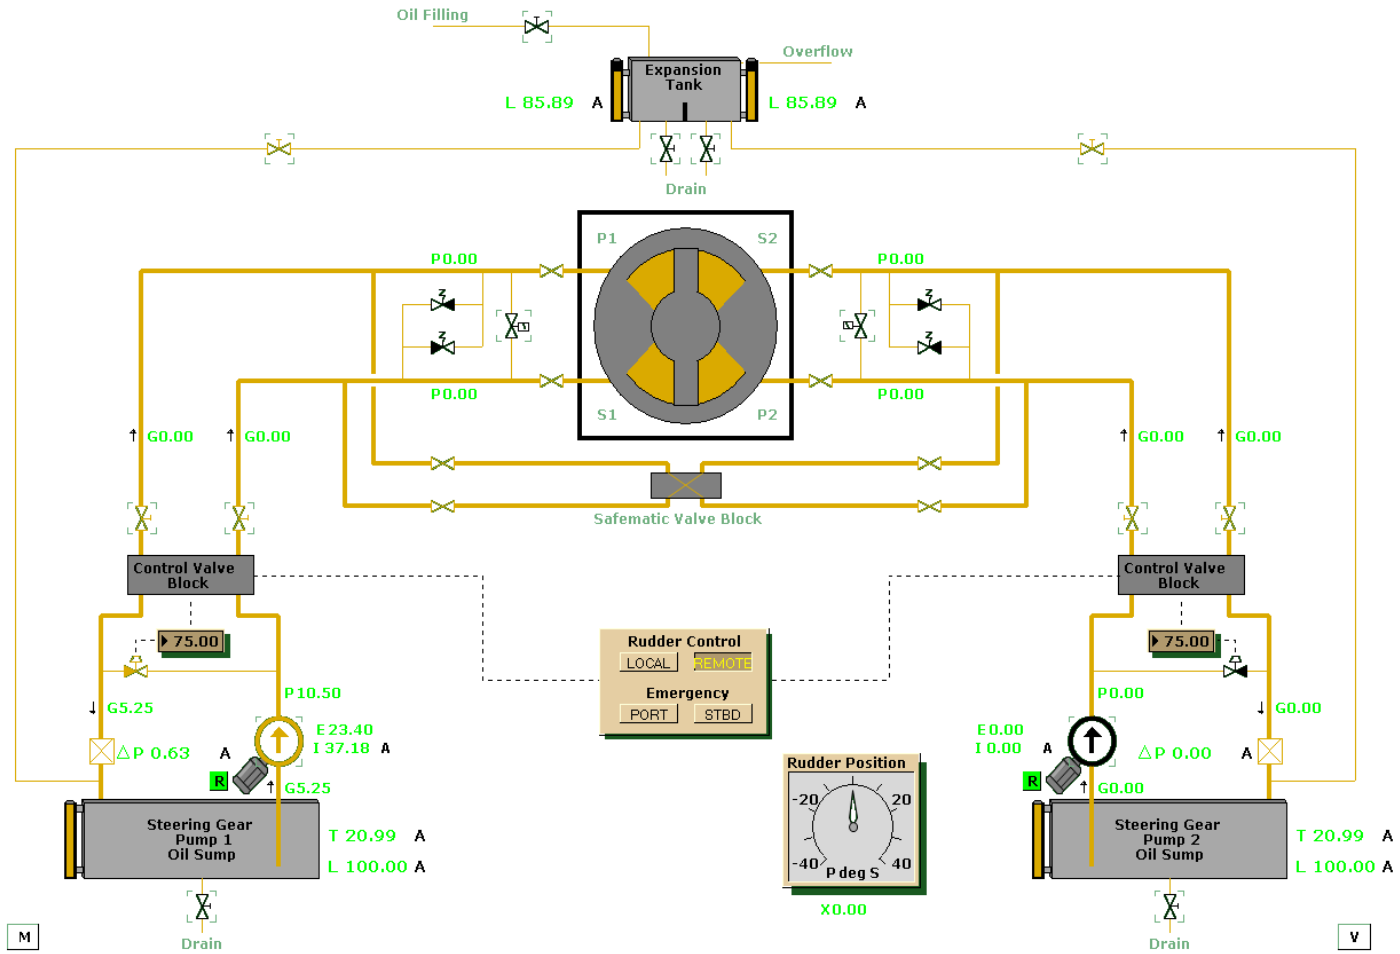 Oil Filling
Overflow
Expansion
Tank
L 85.89 A
L 85.89 A
Drain
P1
S2
P0.00
P0.00
Z
Z
Z
Z
P0.00
P0.00
S1
P2
G0.00
G0.00
G0.00
G0.00
Safematic Valve Block
Control Valve
Block
Control Valve
Block
75.00
75.00
Rudder Control
LOCAL REMOTE
Emergency
PORT STBD
P10.50
P0.00
G5.25
G0.00
E 23.40
I 37.18 A
E 0.00
I 0.00 A
△P 0.63
A
△P 0.00
A
R
G5.25
R
G0.00
Rudder Position
-20 20
-40 40
P deg S
X0.00
Steering Gear
Pump 1
Oil Sump
T 20.99 A
L 100.00 A
Steering Gear
Pump 2
Oil Sump
T 20.99 A
L 100.00 A
M
Drain
Drain
V